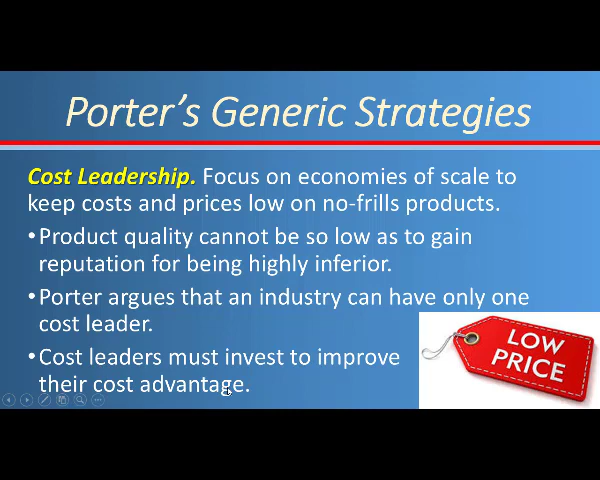 Porter's Generic Strategies
Cost Leadership. Focus on economies of scale to
keep costs and prices low on no-frills products.
•Product quality cannot be so low as to gain
reputation for being highly inferior.
•Porter argues that an industry can have only one
cost leader.
•Cost leaders must invest to improve
their cost advantage.
LOW
PRICE